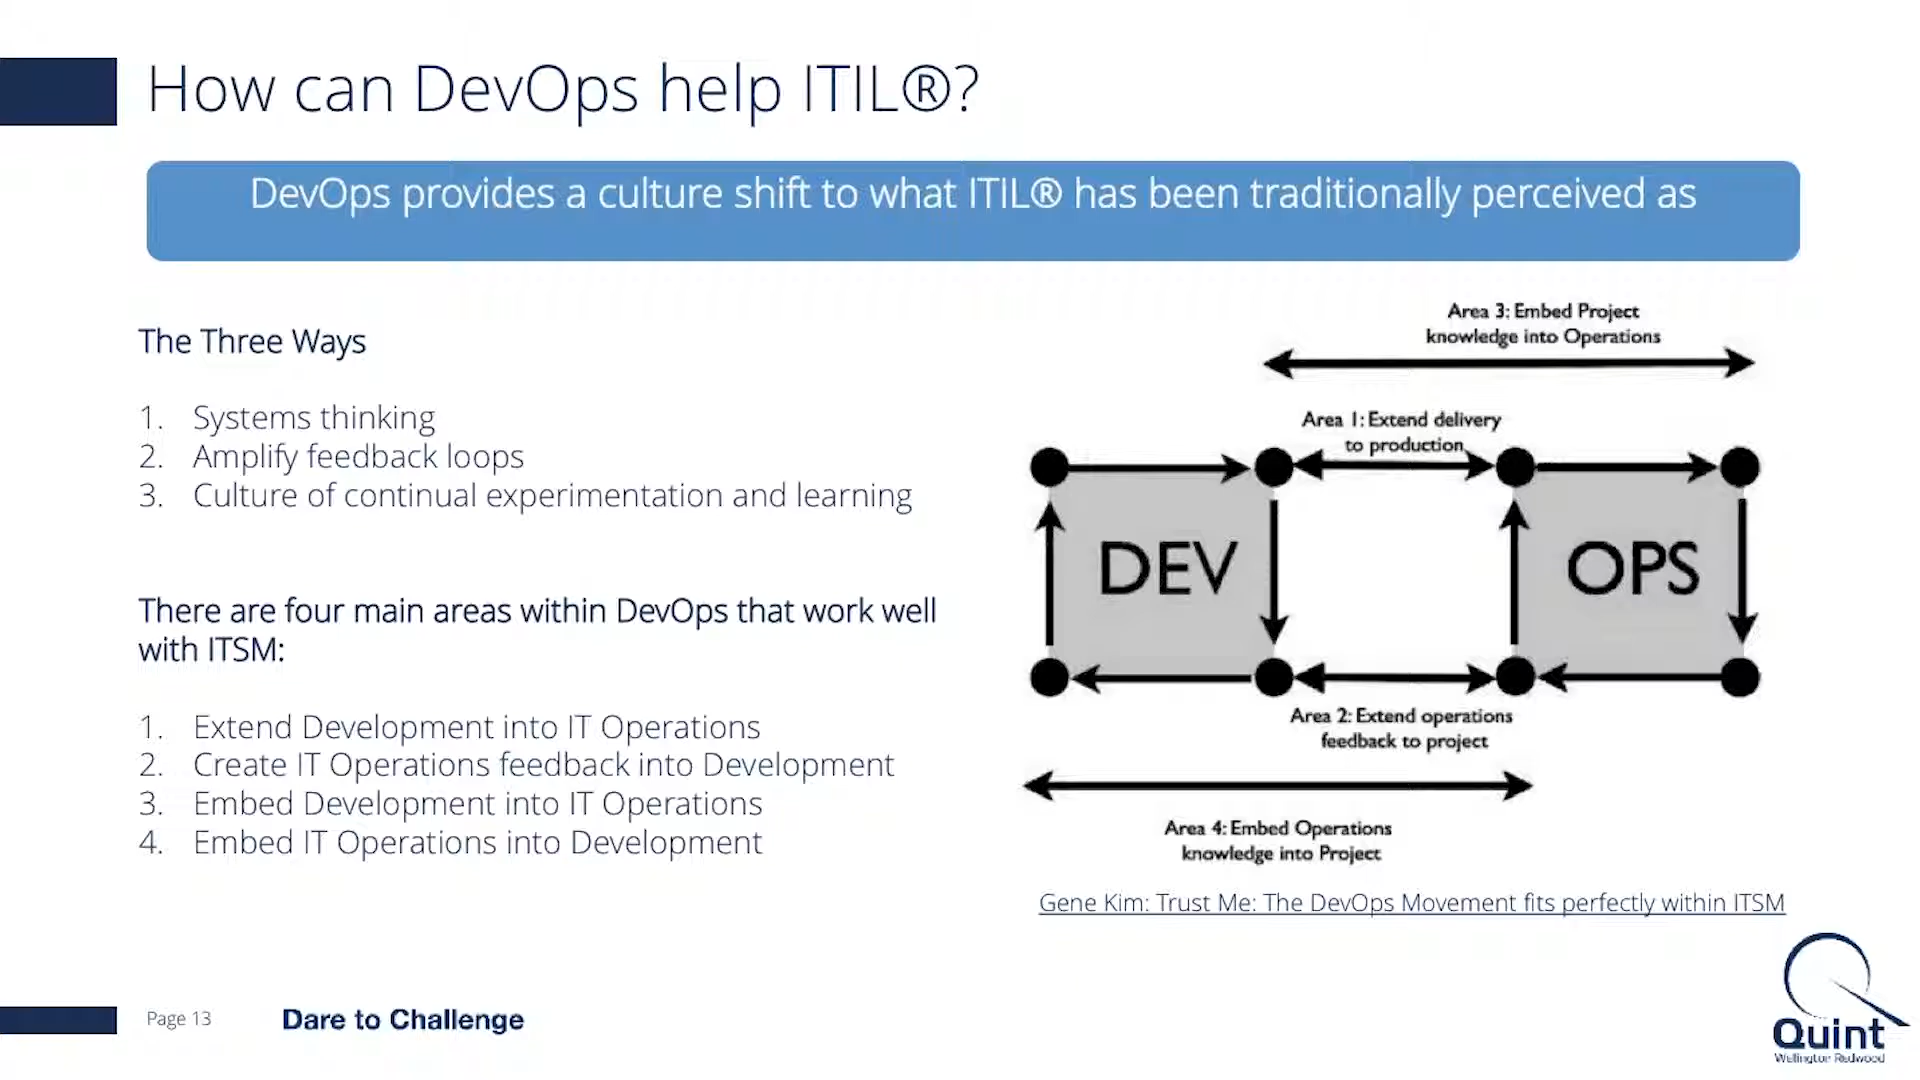 How can DevOps help ITIL®?
DevOps provides a culture shift to what ITIL® has been traditionally perceived as
The Three Ways
1. Systems thinking
2. Amplify feedback loops
3. Culture of continual experimentation and learning
There are four main areas within DevOps that work well
with ITSM:
1. Extend Development into IT Operations
2. Create IT Operations feedback into Development
3. Embed Development into IT Operations
4. Embed IT Operations into Development
Area 3: Embed Project
knowledge into Operations
Area 1: Extend delivery
to production
DEV
OPS
Area 2: Extend operations
feedback to project
Area 4: Embed Operations
knowledge into Project
Gene Kim: Trust Me: The DevOps Movement fits perfectly within ITSM
Page 13
Dare to Challenge
Quint
Wellington Redwood